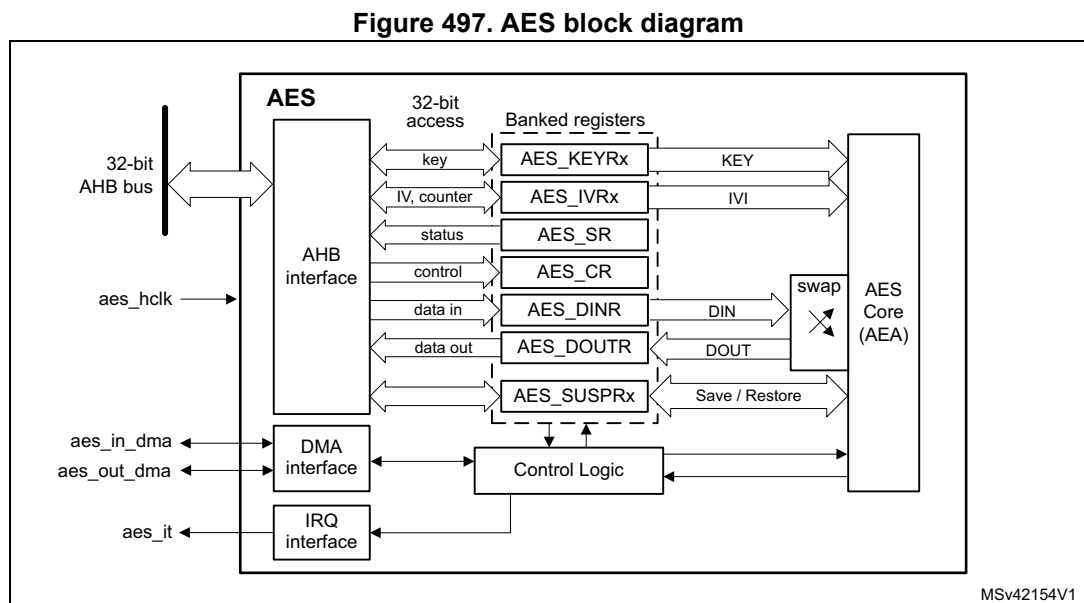 Figure 497. AES block diagram
AES
32-bit
access
Banked registers
32-bit
AHB bus
AHB
interface
key
AES_KEYRx
KEY
IV, counter
AES_IVRx
IVI
status
AES_SR
control
AES_CR
aes_hclk
data in
AES_DINR
DIN
swap
AES
Core
(AEA)
data out
AES_DOUTR
DOUT
AES_SUSPRx
Save / Restore
aes_in_dma
aes_out_dma
DMA
interface
Control Logic
aes_it
IRQ
interface
MSv42154V1